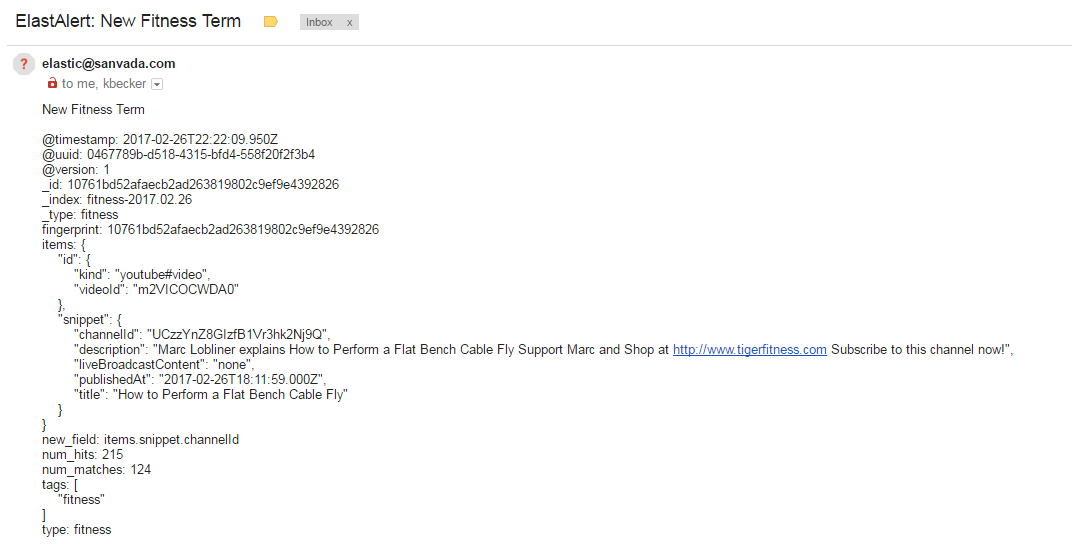 ElastAlert: New Fitness Term
Inbox x
?
elastic@sanvada.com
to me, kbecker
New Fitness Term
@timestamp: 2017-02-26T22:22:09.950Z
@uuid: 0467789b-d518-4315-bfd4-558f20f2f3b4
@version: 1
_id: 10761bd52afaecb2ad263819802c9ef9e4392826
_index: fitness-2017.02.26
_type: fitness
fingerprint: 10761bd52afaecb2ad263819802c9ef9e4392826
items: {
"id": {
"kind": "youtube#video",
"videoId": "m2VICOCWDA0"
},
"snippet": {
"channelId": "UCzzYnZ8GIzfB1Vr3hk2Nj9Q",
"description": "Marc Lobliner explains How to Perform a Flat Bench Cable Fly Support Marc and Shop at http://www.tigerfitness.com Subscribe to this channel now!",
"liveBroadcastContent": "none",
"publishedAt": "2017-02-26T18:11:59.000Z",
"title": "How to Perform a Flat Bench Cable Fly"
}
}
new_field: items.snippet.channelId
num_hits: 215
num_matches: 124
tags: [
"fitness"
]
type: fitness